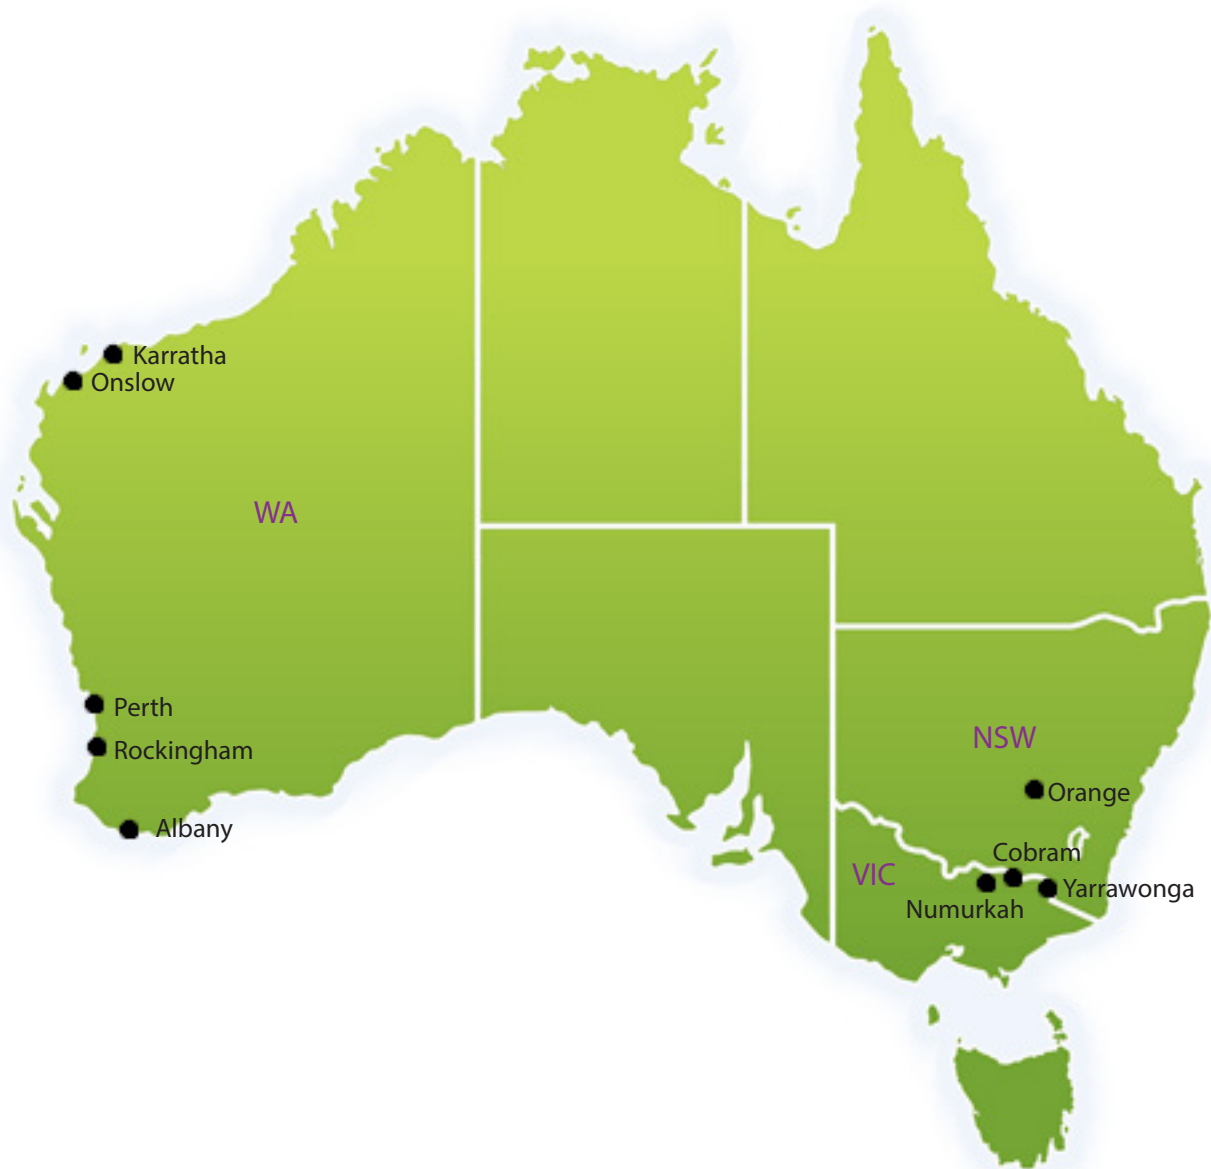 Karratha
Onslow
WA
Perth
Rockingham
NSW
Orange
Albany
Cobram
VIC
Yarrawonga
Numurkah